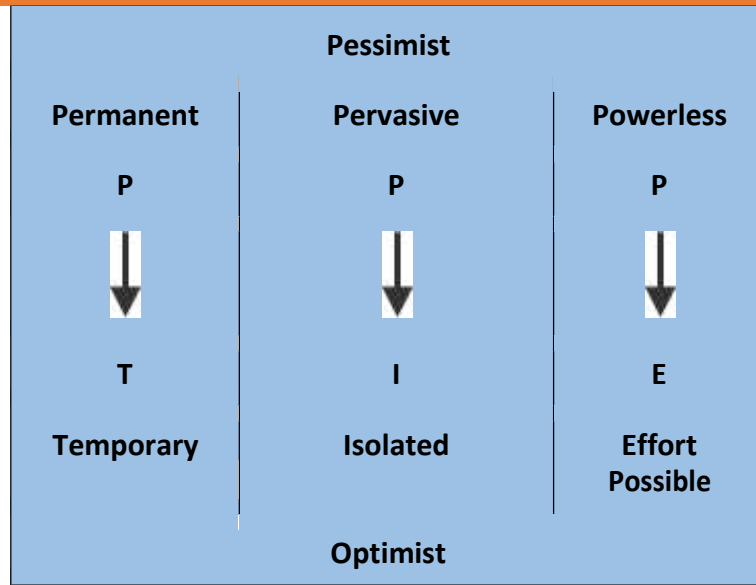 Pessimist
Permanent Pervasive Powerless
P P P
T I E
Temporary Isolated Effort
Possible
Optimist